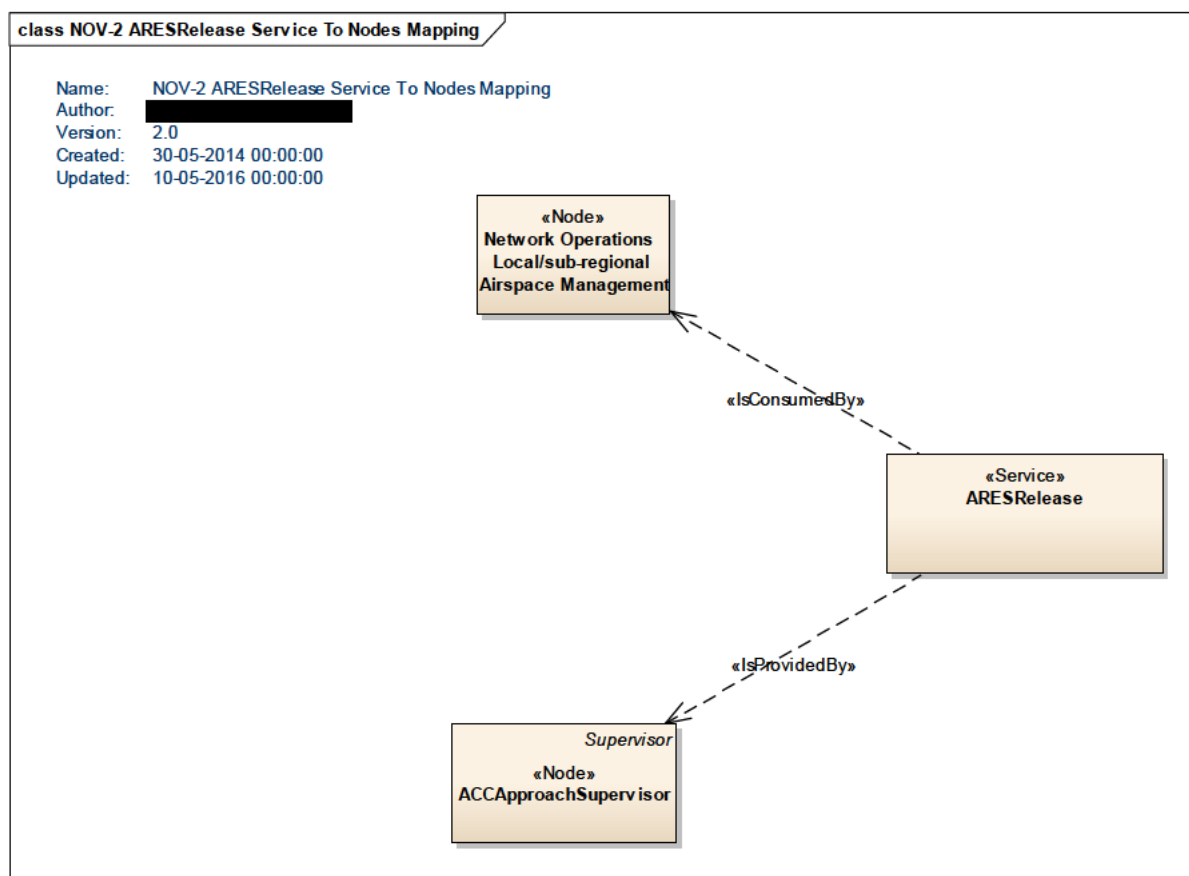 class NOV-2 ARESRelease Service To Nodes Mapping
Name: NOV-2 ARESRelease Service To Nodes Mapping
Author:
Version: 2.0
Created: 30-05-2014 00:00:00
Updated: 10-05-2016 00:00:00
«Node»
Network Operations
Local/sub-regional
Airspace Management
«IsConsumedBy»
«Service»
ARESRelease
«IsProvidedBy»
Supervisor
«Node»
ACCApproachSupervisor